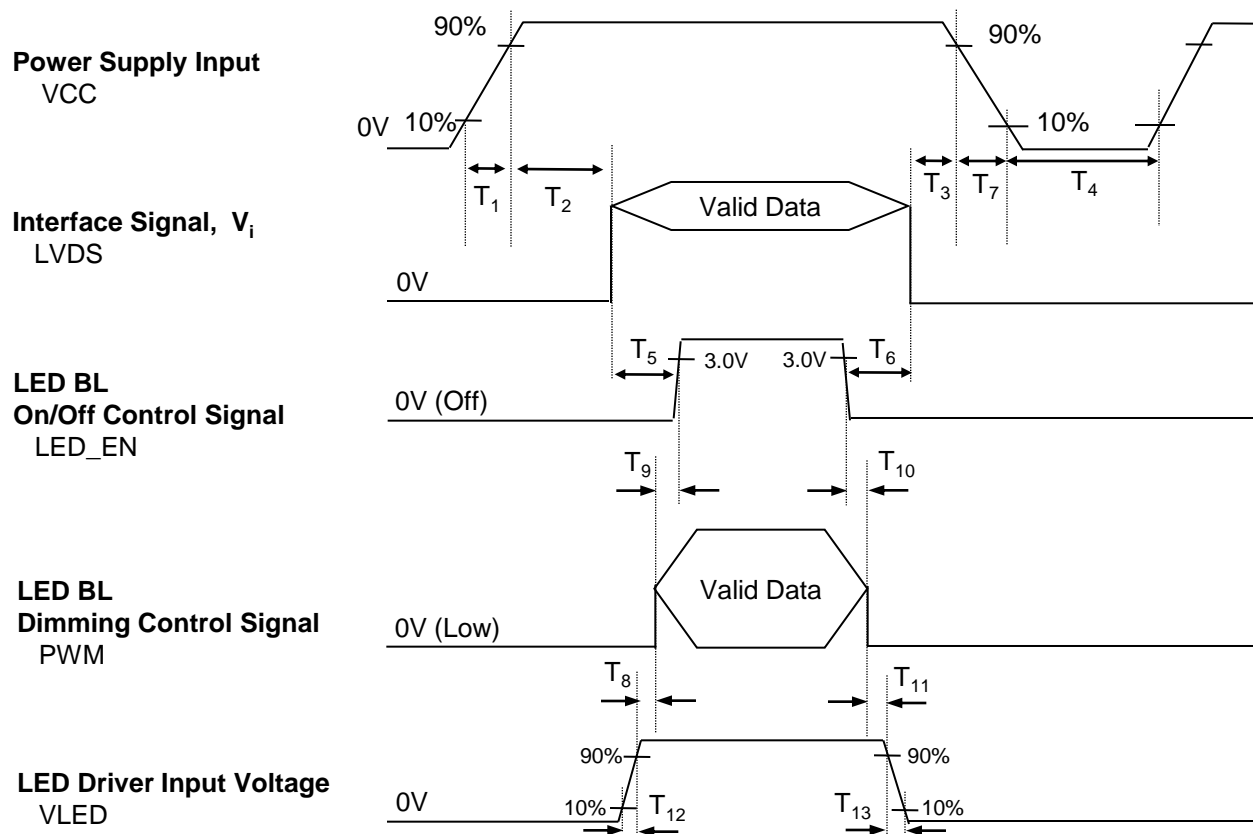 90%
90%
Power Supply Input
VCC
0V
10%
10%
T1
T2
T3
T7
T4
Interface Signal, Vi
LVDS
Valid Data
0V
T5
3.0V
3.0V
T6
LED BL
On/Off Control Signal
LED_EN
0V (Off)
T9
T10
LED BL
Dimming Control Signal
PWM
Valid Data
0V (Low)
T8
T11
90%
90%
LED Driver Input Voltage
VLED
0V
10%
T12
T13
10%